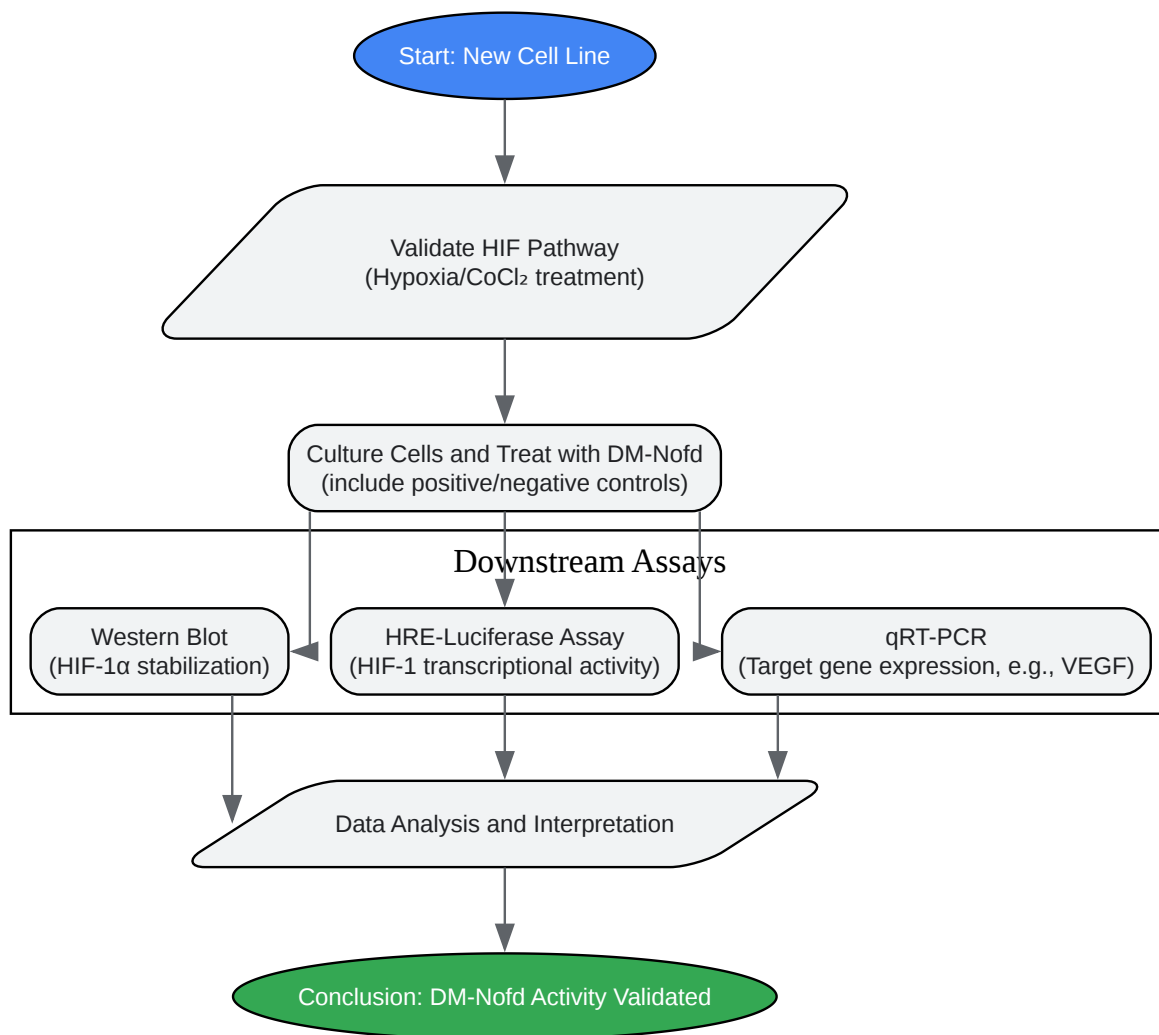 Start: New Cell Line
Validate HIF Pathway
(Hypoxia/CoCl₂ treatment)
Culture Cells and Treat with DM-Nofd
(include positive/negative controls)
Downstream Assays
Western Blot
(HIF-1α stabilization)
HRE-Luciferase Assay
(HIF-1 transcriptional activity)
qRT-PCR
(Target gene expression, e.g., VEGF)
Data Analysis and Interpretation
Conclusion: DM-Nofd Activity Validated